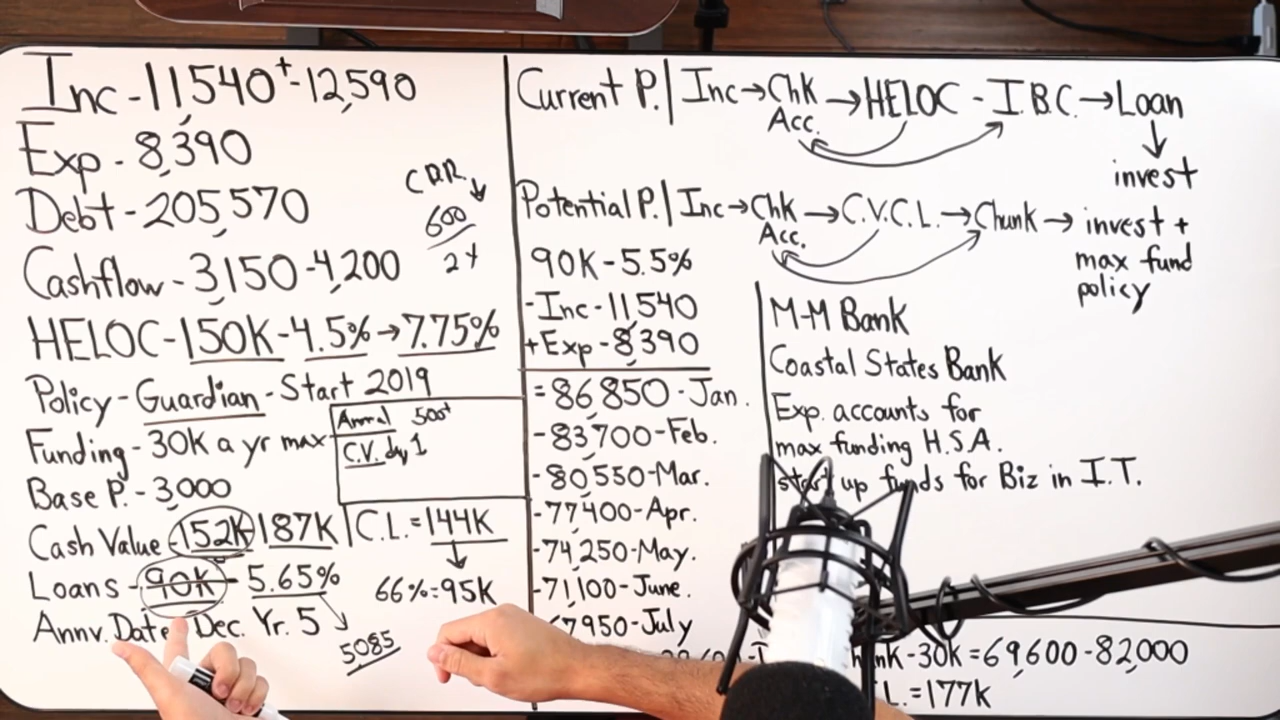 Inc - 11,540+ - 12,590
Exp - 8,390
Debt - 205,570
Cashflow - 3,150 - 4,200
600
HELOC - 150K - 4.5% → 7.75%
Policy - Guardian - Start 2019
Funding - 30K a yr max
Annual 500+
C.V. day 1
Base P. - 3,000
Cash Value - 152K - 187K | C.L. = 144K
66% = 95K
Loans - 90K - 5.65%
5085
Annv. Date Dec. Yr. 5
Current P. | Inc → Chk Acc. → HELOC - I.B.C. → Loan
invest
Potential P. | Inc → Chk Acc. → C.V.C.L. → Chunk → invest +
max fund
policy
90K - 5.5%
- Inc - 11,540
+ Exp - 8,390
= 86,850 - Jan.
- 83,700 - Feb.
- 80,550 - Mar.
- 77,400 - Apr.
- 74,250 - May.
- 71,100 - June.
67,950 - July
M-M Bank
Coastal States Bank
Exp. accounts for
max funding H.S.A.
start up funds for Biz in I.T.
- 30K = 69,600 - 82,000
L. = 177K